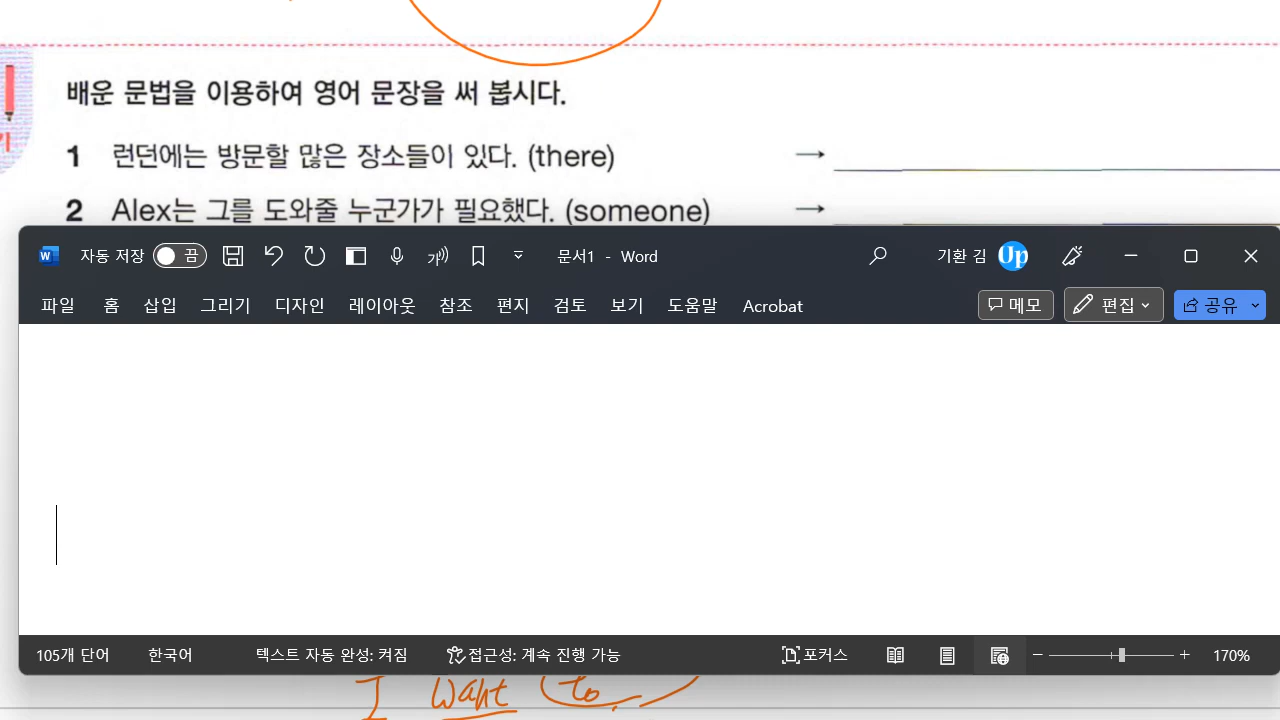 배운 문법을 이용하여 영어 문장을 써 봅시다.
1 런던에는 방문할 많은 장소들이 있다. (there) →
2 Alex는 그를 도와줄 누군가가 필요했다. (someone) →
자동 저장 끔 가 문서1 - Word 기환 김 Up
파일 홈 삽입 그리기 디자인 레이아웃 참조 편지 검토 보기 도움말 Acrobat 메모 편집 공유
105개 단어 한국어 텍스트 자동 완성: 켜짐 접근성: 계속 진행 가능 포커스 170%
I want to